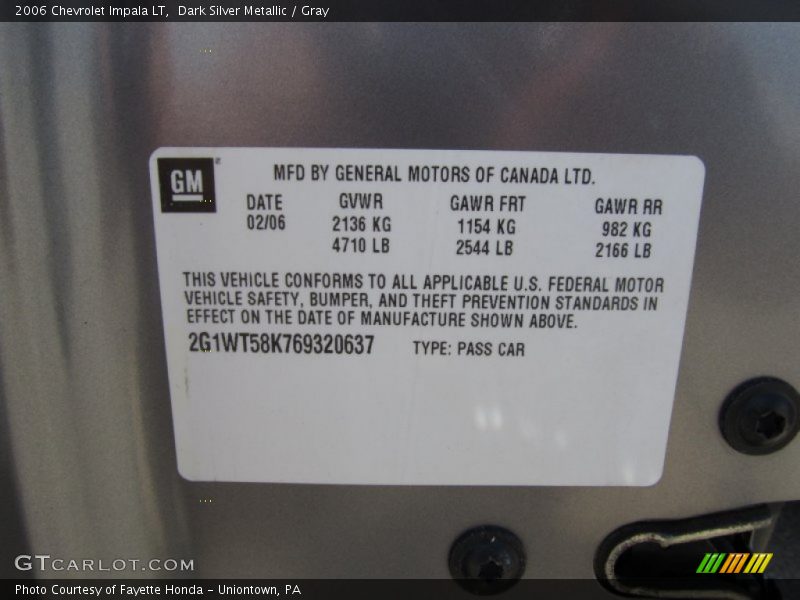 2006 Chevrolet Impala LT, Dark Silver Metallic / Gray
GM
MFD BY GENERAL MOTORS OF CANADA LTD.
DATE GVWR GAWR FRT GAWR RR
02/06 2136 KG 1154 KG 982 KG
4710 LB 2544 LB 2166 LB
THIS VEHICLE CONFORMS TO ALL APPLICABLE U.S. FEDERAL MOTOR
VEHICLE SAFETY, BUMPER, AND THEFT PREVENTION STANDARDS IN
EFFECT ON THE DATE OF MANUFACTURE SHOWN ABOVE.
2G1WT58K769320637 TYPE: PASS CAR
GTCARLOT.COM
Photo Courtesy of Fayette Honda - Uniontown, PA